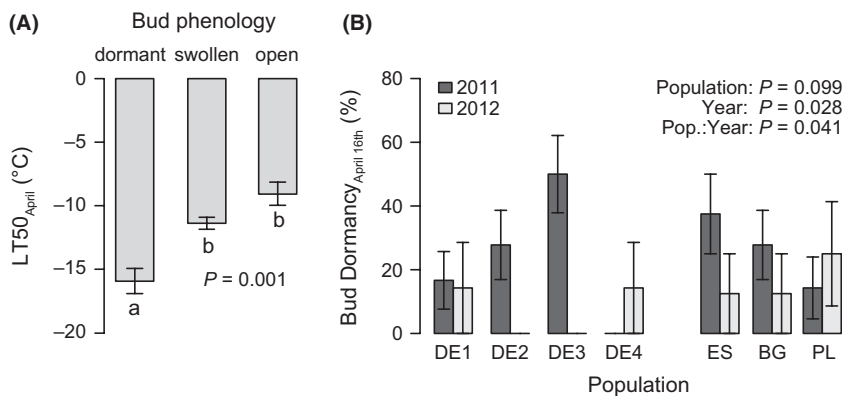 (A)
Bud phenology
dormant swollen open
0
−5
−10
−15
−20
LT50April (°C)
a
b
b
P = 0.001
(B)
80
60
40
20
0
Bud DormancyApril 16th (%)
2011
2012
Population: P = 0.099
Year: P = 0.028
Pop.:Year: P = 0.041
DE1 DE2 DE3 DE4 ES BG PL
Population